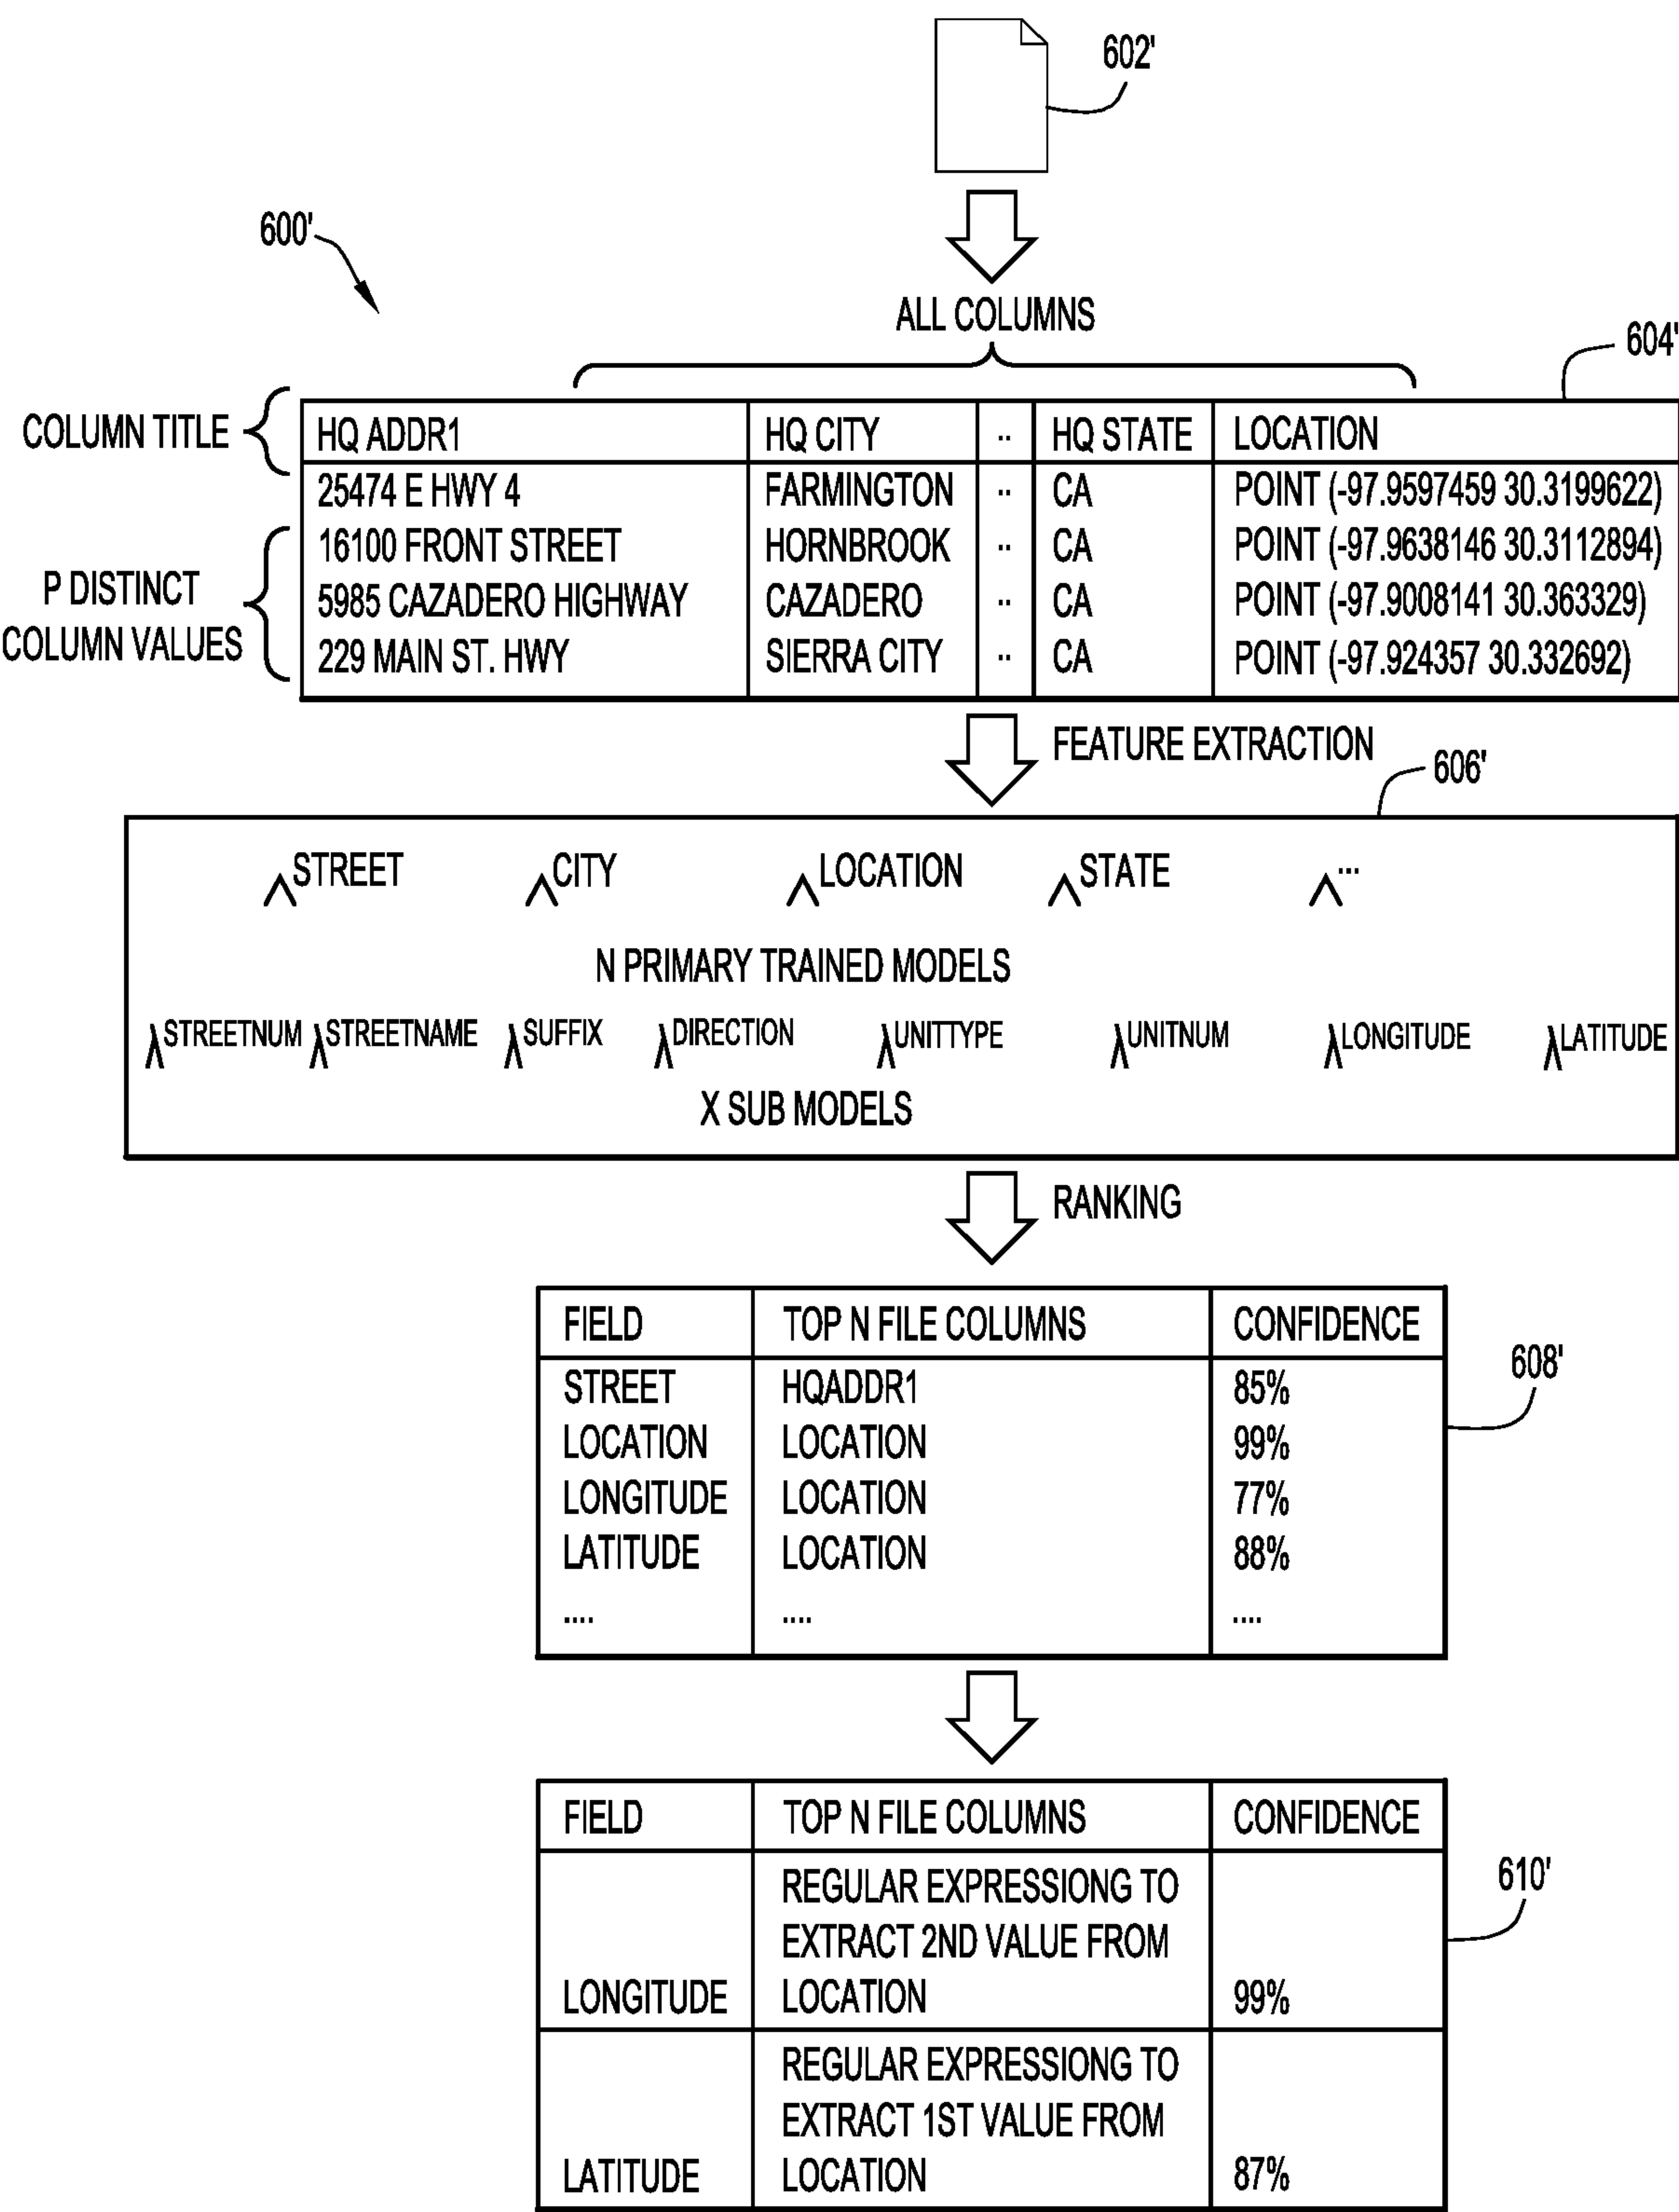 602'
600'
ALL COLUMNS
604'
COLUMN TITLE
HQ ADDR1 HQ CITY .. HQ STATE LOCATION
25474 E HWY 4 FARMINGTON .. CA POINT (-97.9597459 30.3199622)
16100 FRONT STREET HORNBROOK .. CA POINT (-97.9638146 30.3112894)
P DISTINCT
COLUMN VALUES
5985 CAZADERO HIGHWAY CAZADERO .. CA POINT (-97.9008141 30.363329)
229 MAIN ST. HWY SIERRA CITY .. CA POINT (-97.924357 30.332692)
FEATURE EXTRACTION
606'
⋀STREET ⋀CITY ⋀LOCATION ⋀STATE ⋀...
N PRIMARY TRAINED MODELS
λSTREETNUM λSTREETNAME λSUFFIX λDIRECTION λUNITTYPE λUNITNUM λLONGITUDE λLATITUDE
X SUB MODELS
RANKING
FIELD TOP N FILE COLUMNS CONFIDENCE
STREET HQADDR1 85%
608'
LOCATION LOCATION 99%
LONGITUDE LOCATION 77%
LATITUDE LOCATION 88%
.... .... ....
FIELD TOP N FILE COLUMNS CONFIDENCE
610'
REGULAR EXPRESSIONG TO
EXTRACT 2ND VALUE FROM
LONGITUDE LOCATION 99%
REGULAR EXPRESSIONG TO
EXTRACT 1ST VALUE FROM
LATITUDE LOCATION 87%